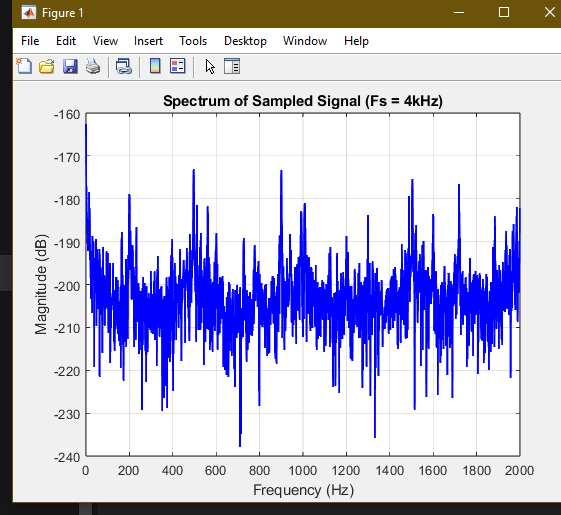 Figure 1
File Edit View Insert Tools Desktop Window Help
Spectrum of Sampled Signal (Fs = 4kHz)
-160
-170
-180
-190
-200
-210
-220
-230
-240
Magnitude (dB)
0 200 400 600 800 1000 1200 1400 1600 1800 2000
Frequency (Hz)